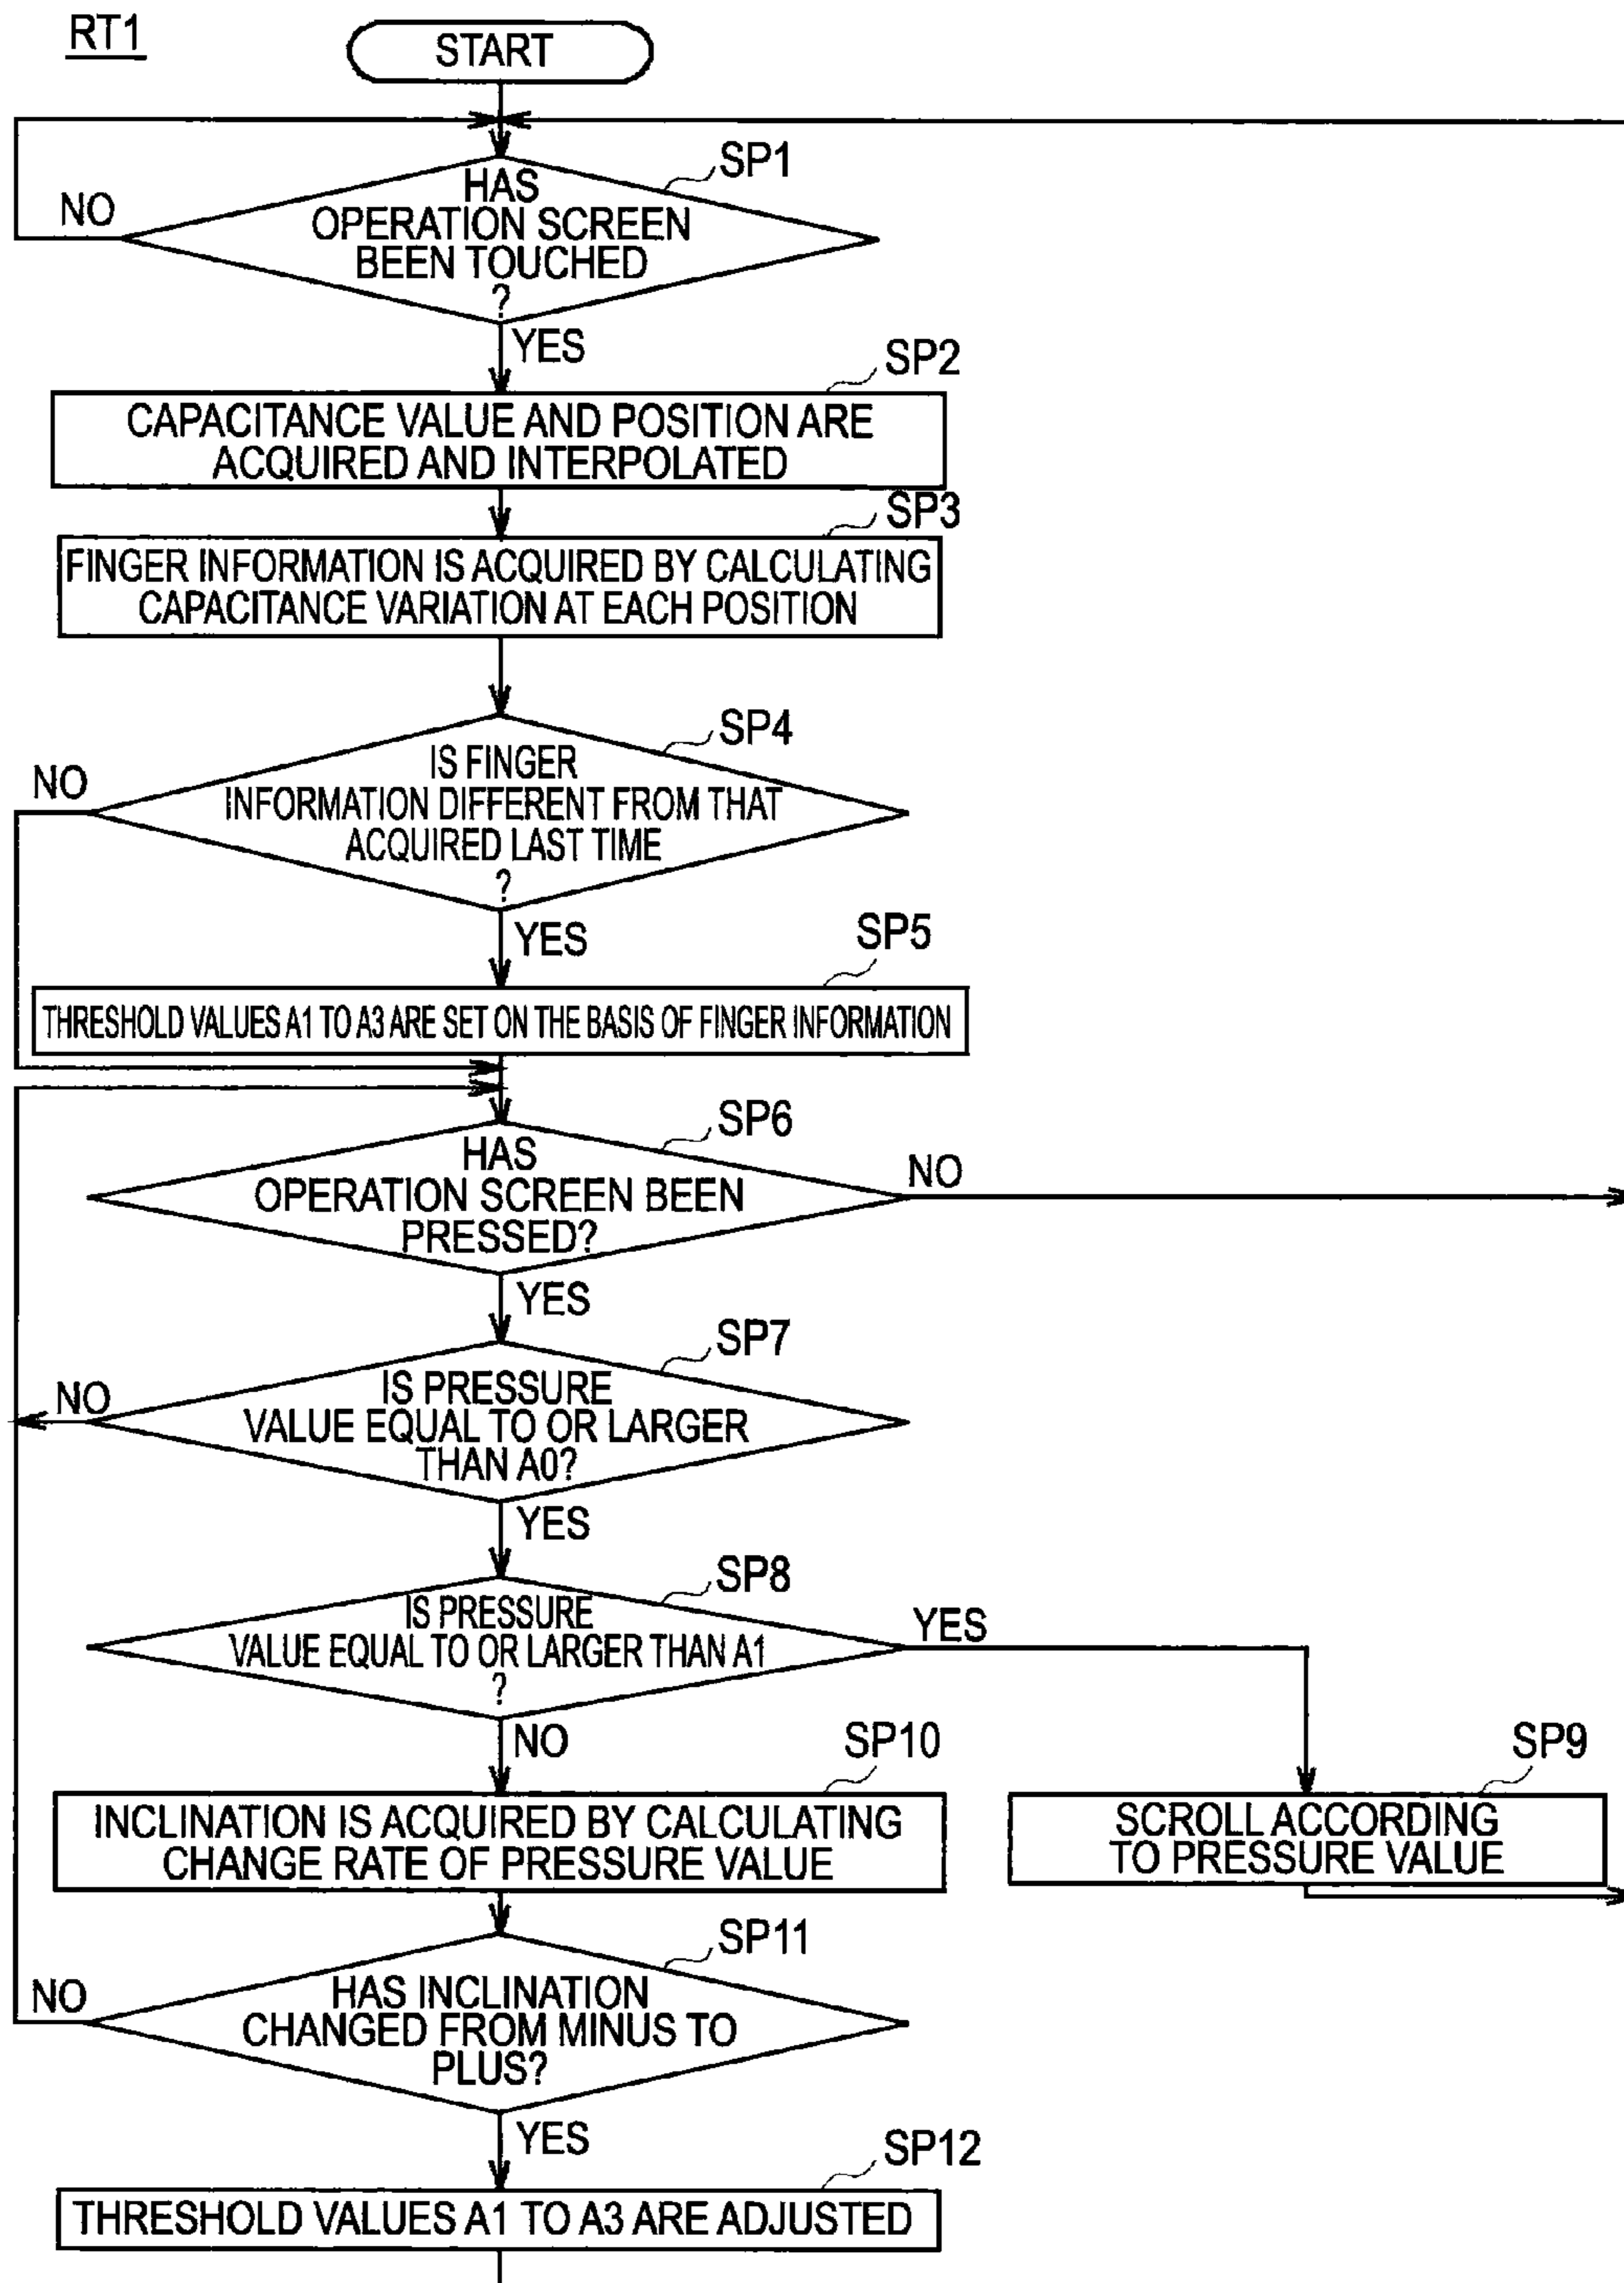 RT1
START
SP1
HAS
OPERATION SCREEN
BEEN TOUCHED
?
NO
YES
SP2
CAPACITANCE VALUE AND POSITION ARE
ACQUIRED AND INTERPOLATED
SP3
FINGER INFORMATION IS ACQUIRED BY CALCULATING
CAPACITANCE VARIATION AT EACH POSITION
SP4
IS FINGER
INFORMATION DIFFERENT FROM THAT
ACQUIRED LAST TIME
?
NO
YES
SP5
THRESHOLD VALUES A1 TO A3 ARE SET ON THE BASIS OF FINGER INFORMATION
SP6
HAS
OPERATION SCREEN BEEN
PRESSED?
NO
YES
SP7
IS PRESSURE
VALUE EQUAL TO OR LARGER
THAN A0?
NO
YES
SP8
IS PRESSURE
VALUE EQUAL TO OR LARGER THAN A1
?
YES
NO
SP10
INCLINATION IS ACQUIRED BY CALCULATING
CHANGE RATE OF PRESSURE VALUE
SP9
SCROLL ACCORDING
TO PRESSURE VALUE
SP11
HAS INCLINATION
CHANGED FROM MINUS TO
PLUS?
NO
YES
SP12
THRESHOLD VALUES A1 TO A3 ARE ADJUSTED